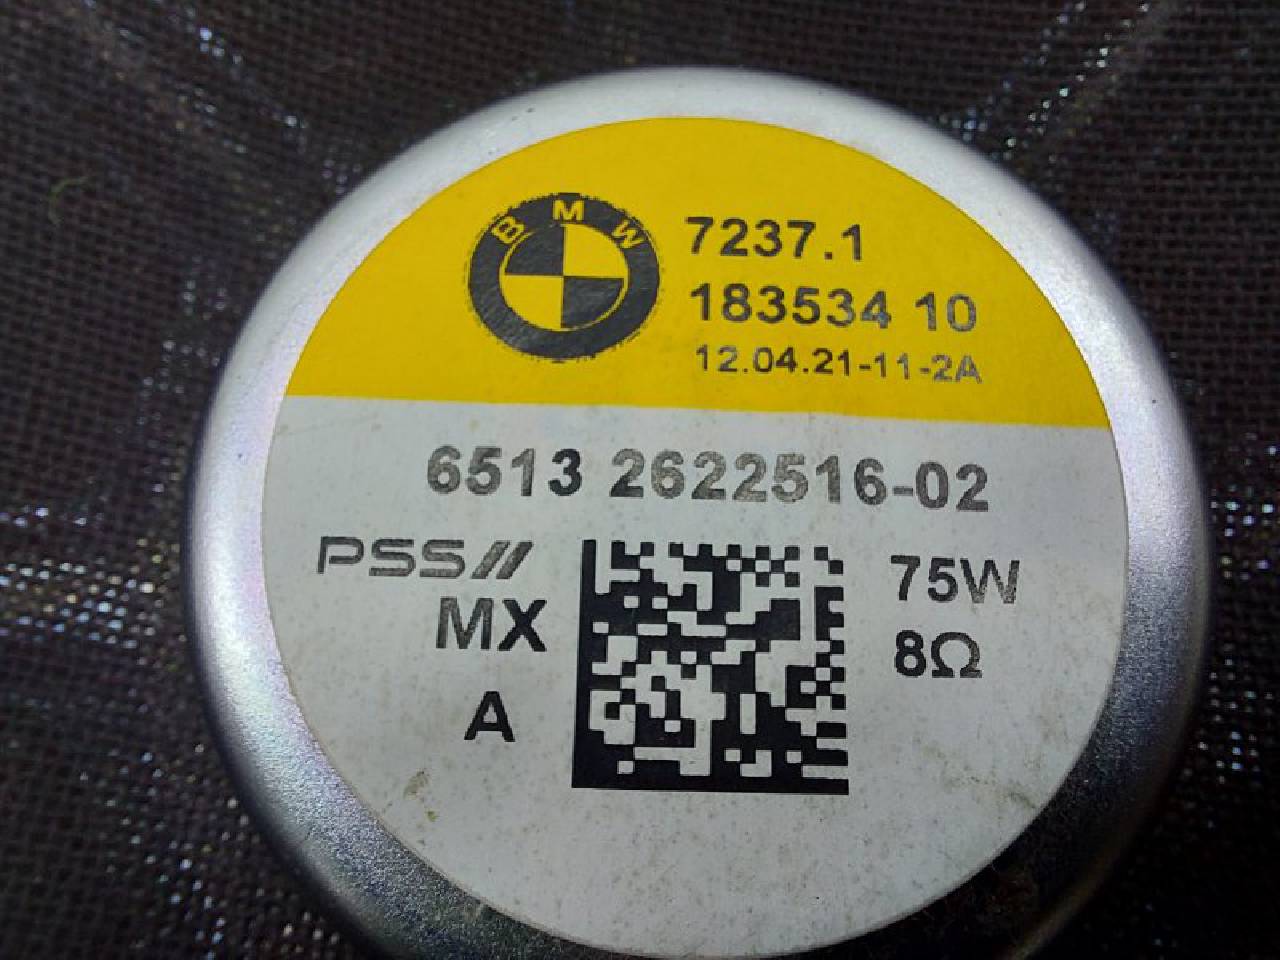 BMW
7237.1
183534 10
12.04.21-11-2A
6513 2622516-02
PSS//
MX
A
75W
8Ω